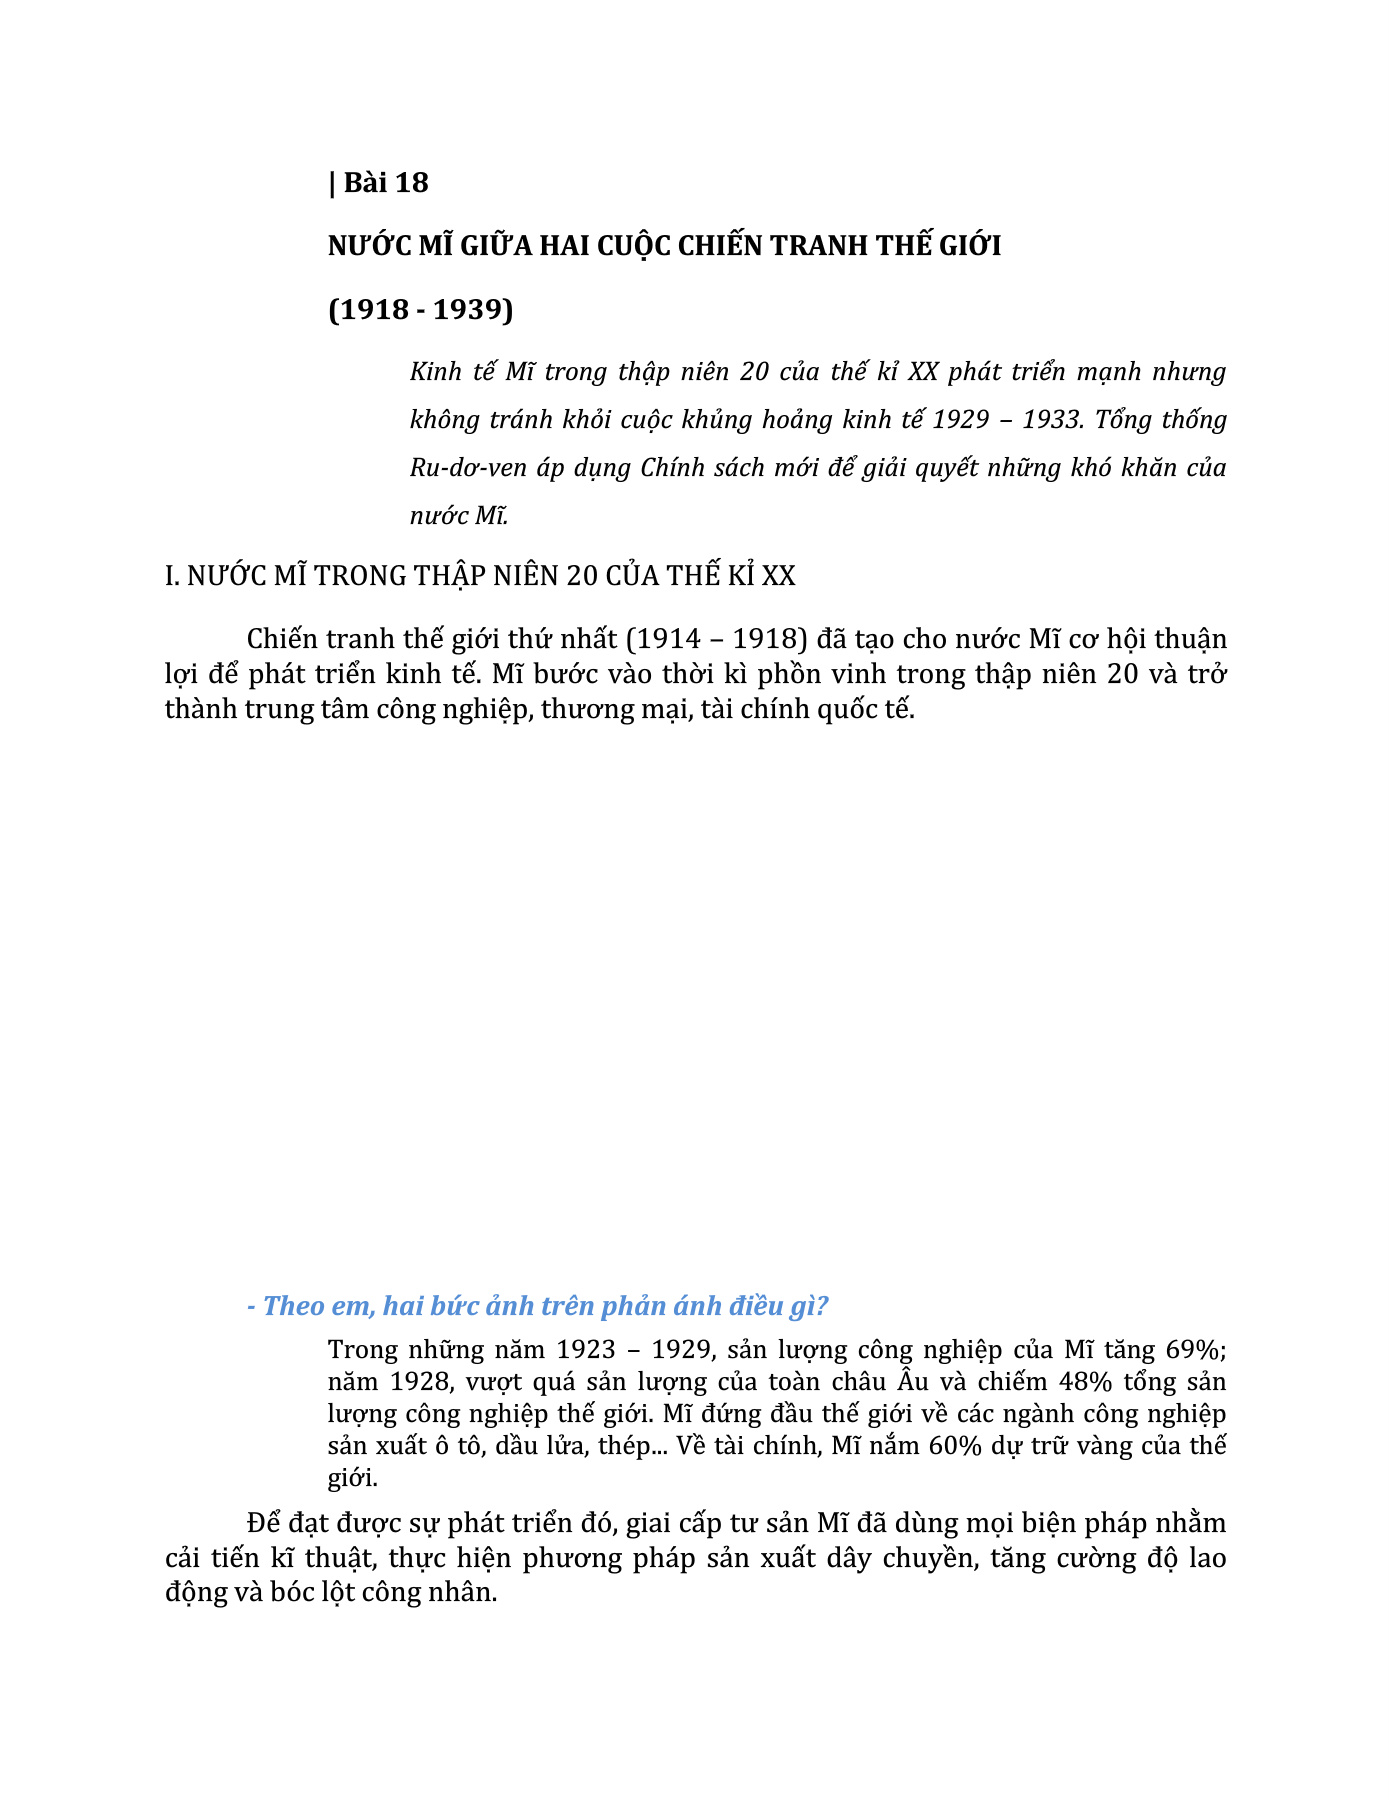 | Bài 18
NƯỚC MĨ GIỮA HAI CUỘC CHIẾN TRANH THẾ GIỚI
(1918 - 1939)
Kinh tế Mĩ trong thập niên 20 của thế kỉ XX phát triển mạnh nhưng
không tránh khỏi cuộc khủng hoảng kinh tế 1929 – 1933. Tổng thống
Ru-dơ-ven áp dụng Chính sách mới để giải quyết những khó khăn của
nước Mĩ.
I. NƯỚC MĨ TRONG THẬP NIÊN 20 CỦA THẾ KỈ XX
Chiến tranh thế giới thứ nhất (1914 – 1918) đã tạo cho nước Mĩ cơ hội thuận
lợi để phát triển kinh tế. Mĩ bước vào thời kì phồn vinh trong thập niên 20 và trở
thành trung tâm công nghiệp, thương mại, tài chính quốc tế.
- Theo em, hai bức ảnh trên phản ánh điều gì?
Trong những năm 1923 – 1929, sản lượng công nghiệp của Mĩ tăng 69%;
năm 1928, vượt quá sản lượng của toàn châu Âu và chiếm 48% tổng sản
lượng công nghiệp thế giới. Mĩ đứng đầu thế giới về các ngành công nghiệp
sản xuất ô tô, dầu lửa, thép... Về tài chính, Mĩ nắm 60% dự trữ vàng của thế
giới.
Để đạt được sự phát triển đó, giai cấp tư sản Mĩ đã dùng mọi biện pháp nhằm
cải tiến kĩ thuật, thực hiện phương pháp sản xuất dây chuyền, tăng cường độ lao
động và bóc lột công nhân.